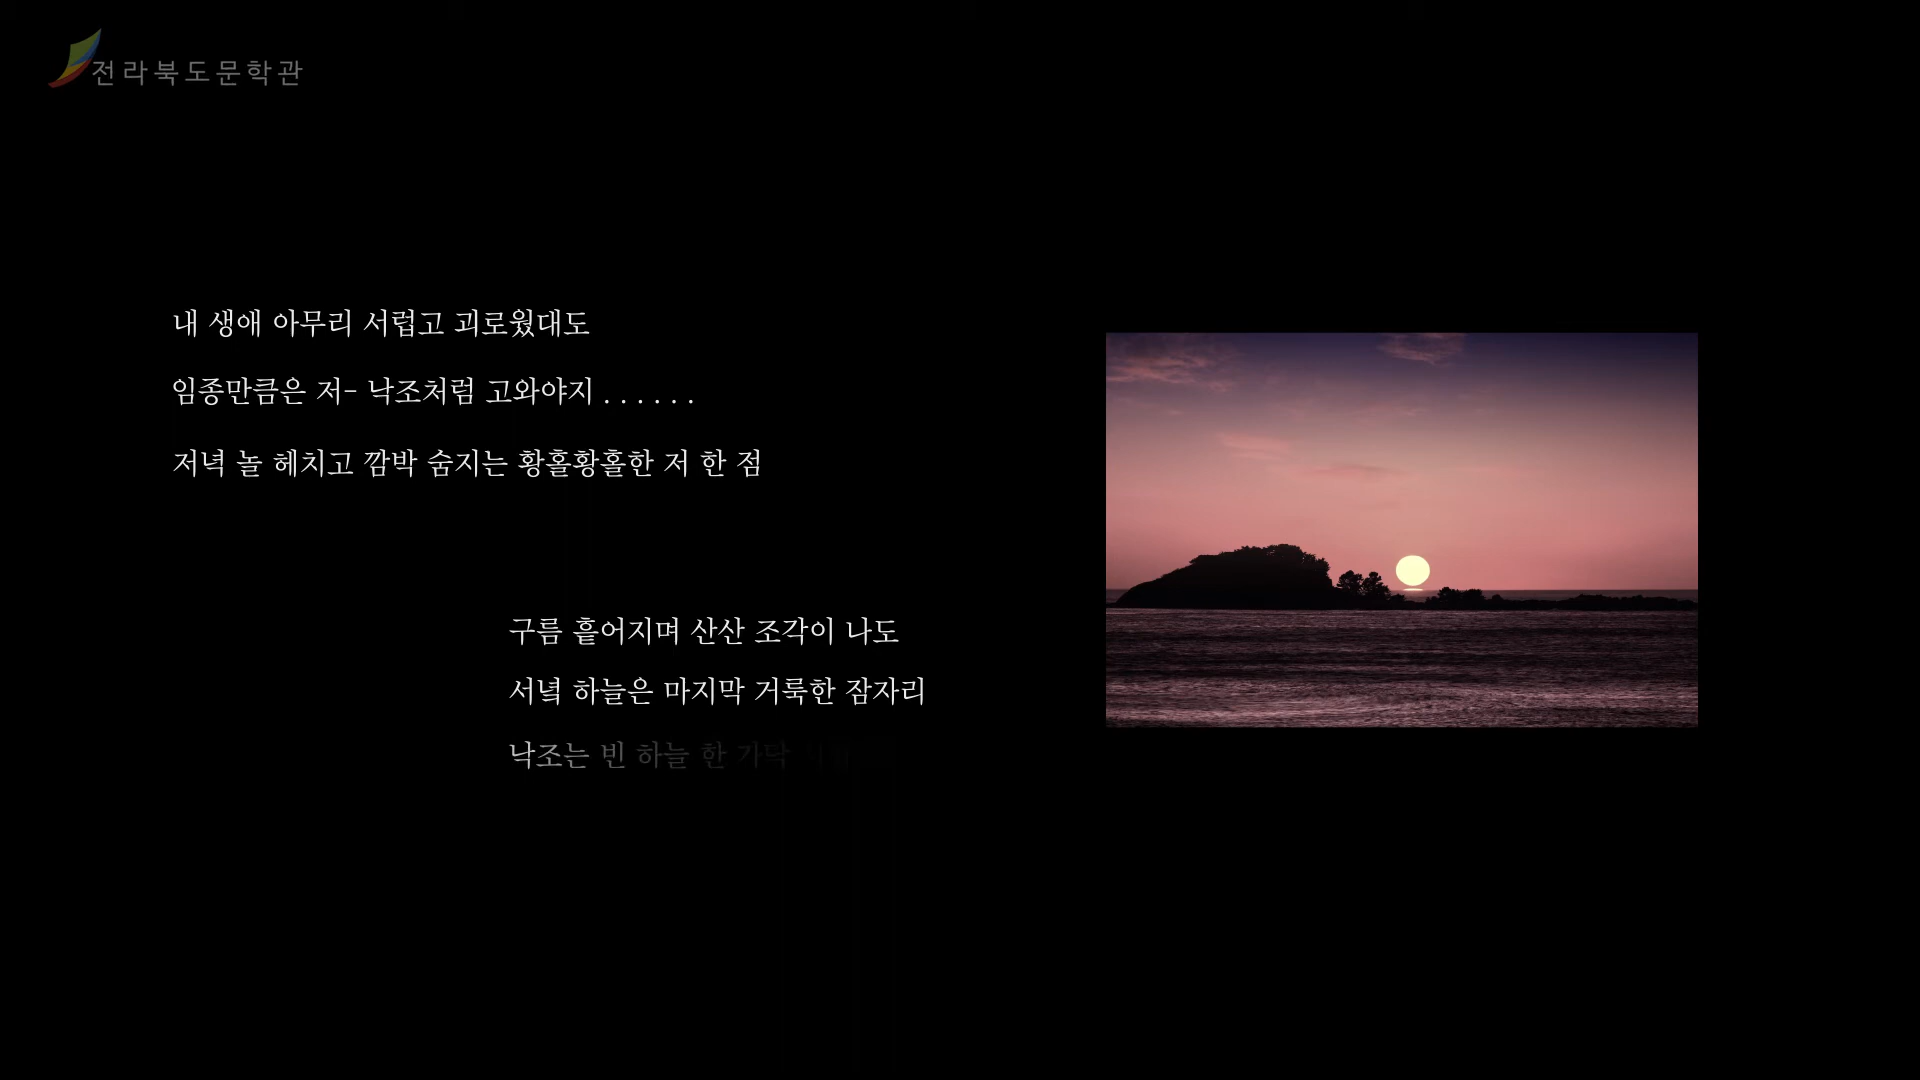 전라북도문학관
내 생애 아무리 서럽고 괴로웠대도
임종만큼은 저- 낙조처럼 고와야지 . . . . . .
저녁 놀 헤치고 깜박 숨지는 황홀황홀한 저 한 점
구름 흩어지며 산산 조각이 나도
서녘 하늘은 마지막 거룩한 잠자리
낙조는 빈 하늘 한 가닥